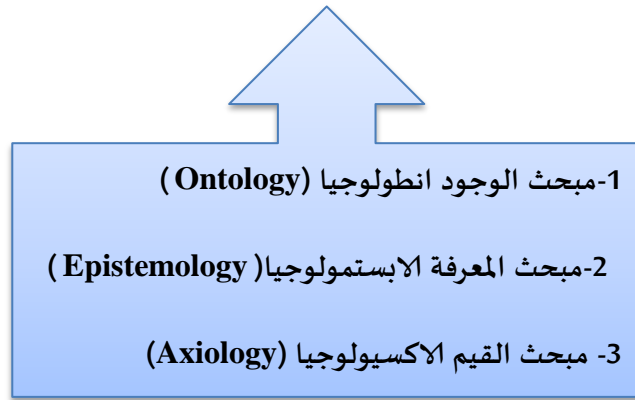 1-مبحث الوجود انطولوجيا (Ontology )
2-مبحث المعرفة الابستمولوجيا( Epistemology )
3- مبحث القيم الاكسيولوجيا (Axiology)